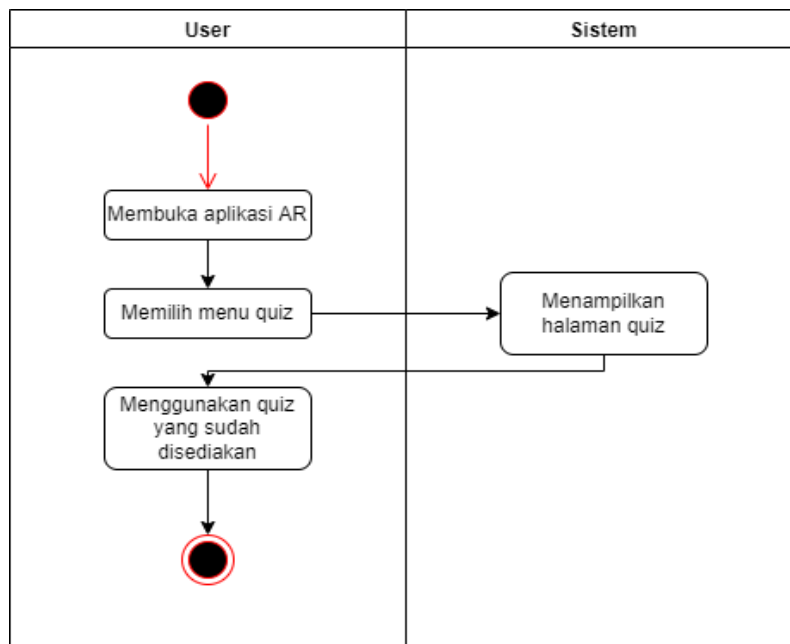 User
Sistem
Membuka aplikasi AR
Memilih menu quiz
Menampilkan
halaman quiz
Menggunakan quiz
yang sudah
disediakan